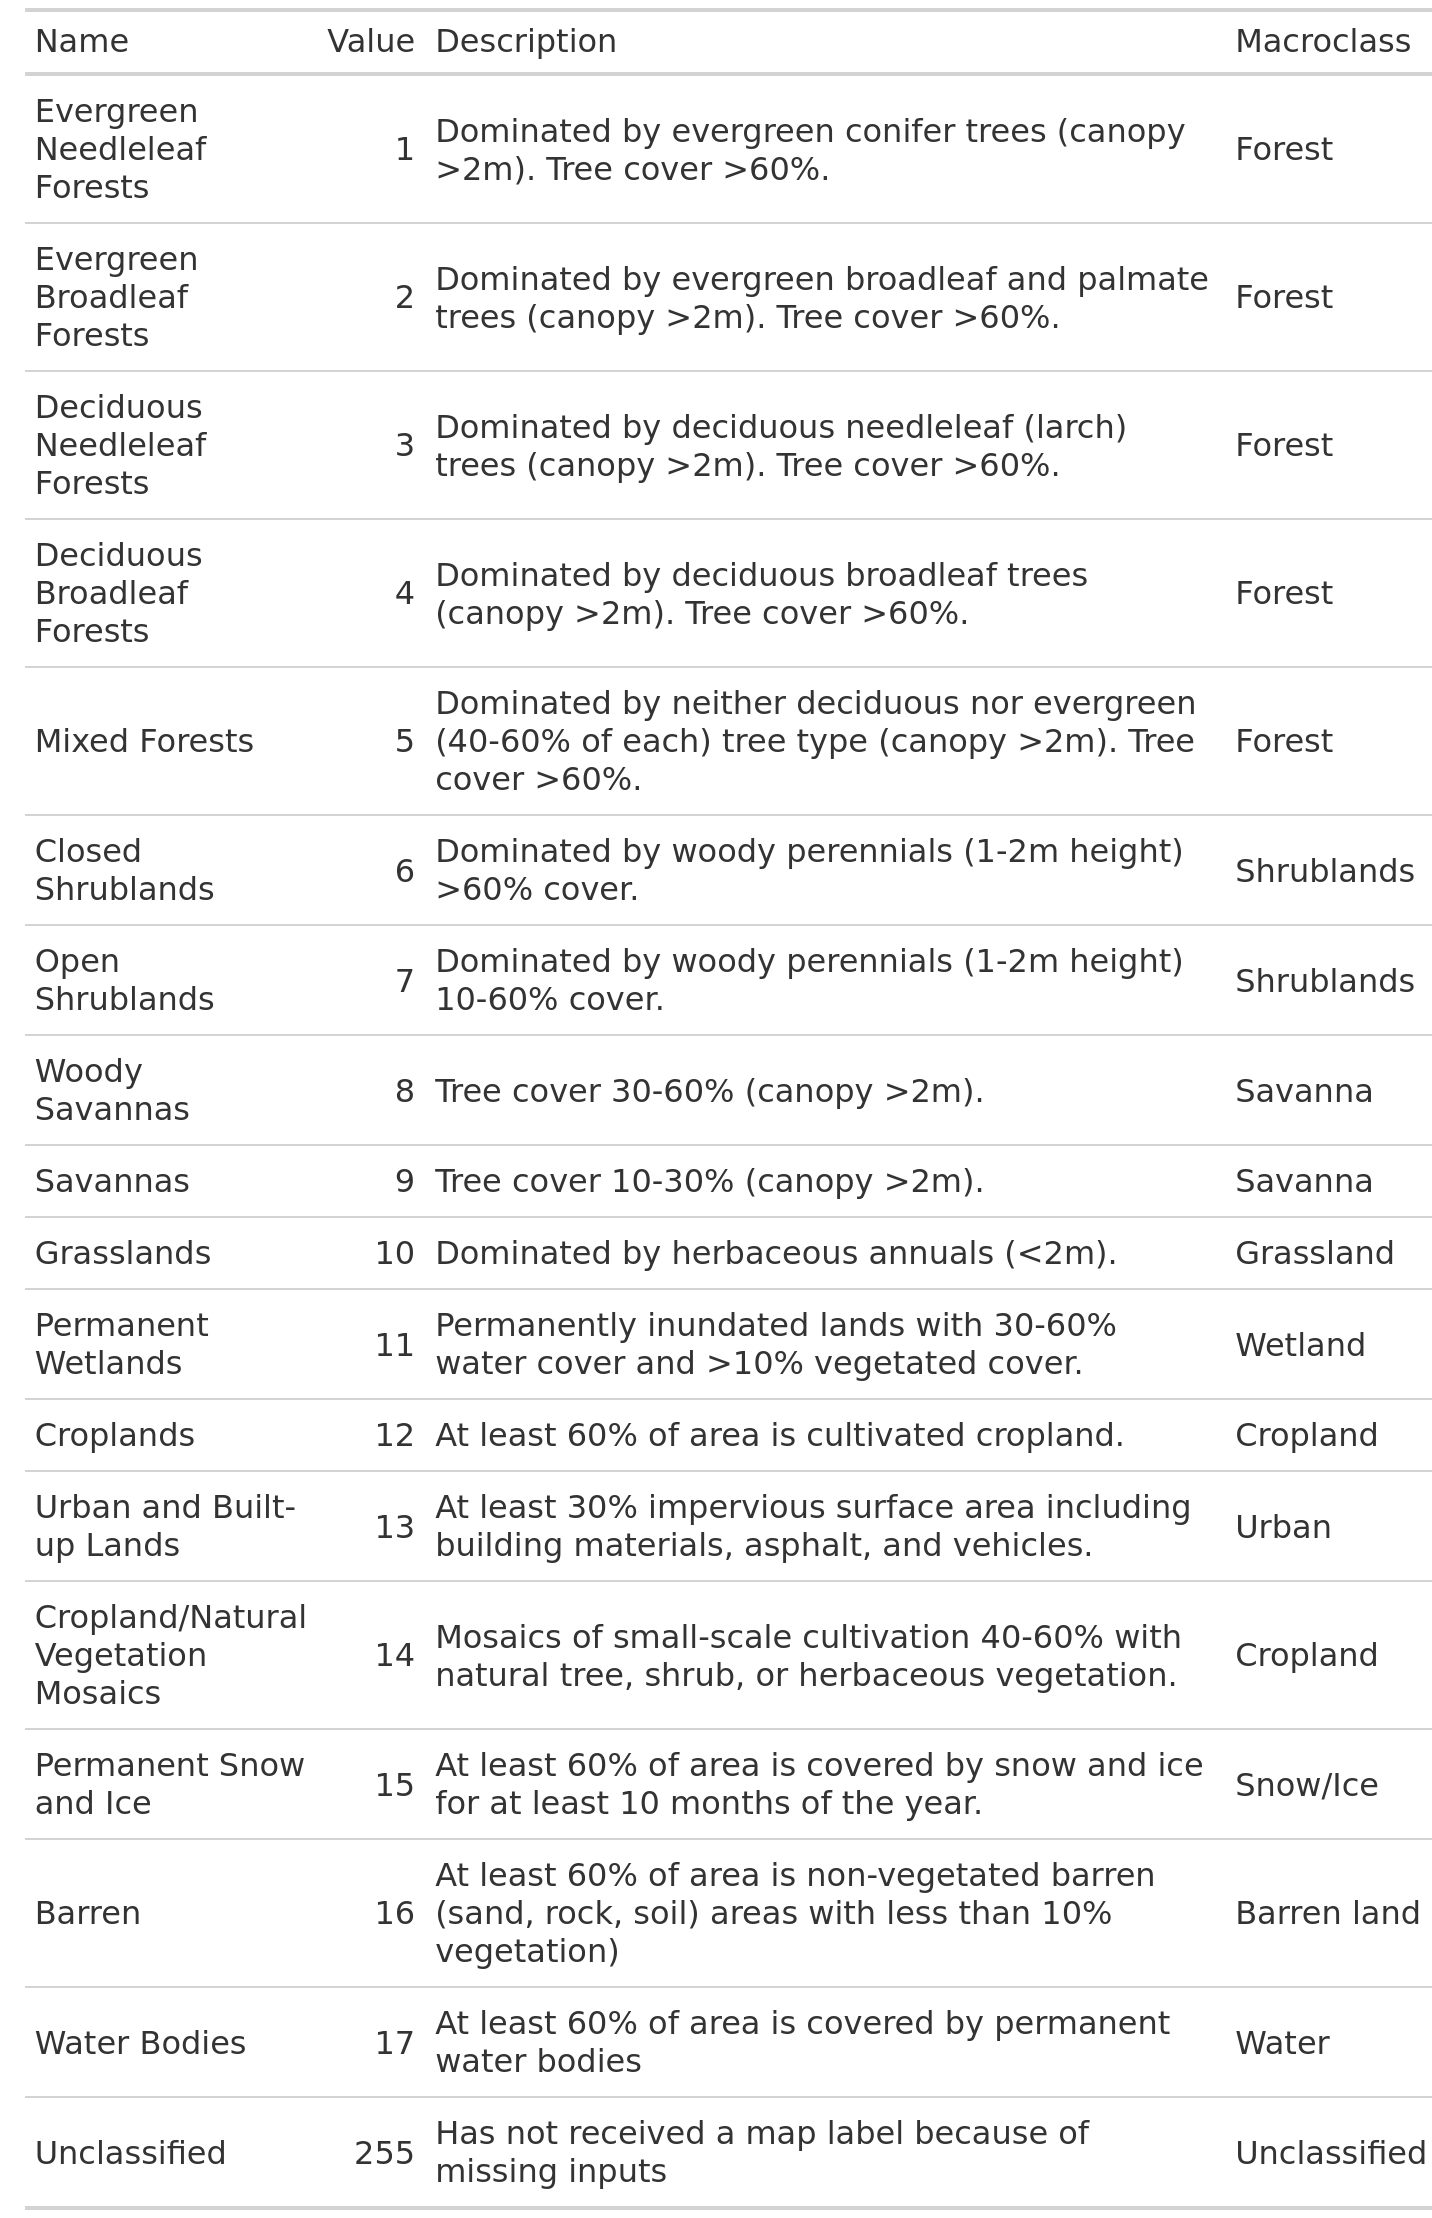 Name Value Description Macroclass
Evergreen
Needleleaf
Forests
1
Dominated by evergreen conifer trees (canopy
>2m). Tree cover >60%.
Forest
Evergreen
Broadleaf
Forests
2
Dominated by evergreen broadleaf and palmate
trees (canopy >2m). Tree cover >60%.
Forest
Deciduous
Needleleaf
Forests
3
Dominated by deciduous needleleaf (larch)
trees (canopy >2m). Tree cover >60%.
Forest
Deciduous
Broadleaf
Forests
4
Dominated by deciduous broadleaf trees
(canopy >2m). Tree cover >60%.
Forest
Mixed Forests
5
Dominated by neither deciduous nor evergreen
(40-60% of each) tree type (canopy >2m). Tree
cover >60%.
Forest
Closed
Shrublands
6
Dominated by woody perennials (1-2m height)
>60% cover.
Shrublands
Open
Shrublands
7
Dominated by woody perennials (1-2m height)
10-60% cover.
Shrublands
Woody
Savannas
8
Tree cover 30-60% (canopy >2m).
Savanna
Savannas 9 Tree cover 10-30% (canopy >2m). Savanna
Grasslands 10 Dominated by herbaceous annuals (<2m). Grassland
Permanent
Wetlands
11
Permanently inundated lands with 30-60%
water cover and >10% vegetated cover.
Wetland
Croplands 12 At least 60% of area is cultivated cropland. Cropland
Urban and Built-
up Lands
13
At least 30% impervious surface area including
building materials, asphalt, and vehicles.
Urban
Cropland/Natural
Vegetation
Mosaics
14
Mosaics of small-scale cultivation 40-60% with
natural tree, shrub, or herbaceous vegetation.
Cropland
Permanent Snow
and Ice
15
At least 60% of area is covered by snow and ice
for at least 10 months of the year.
Snow/Ice
Barren
16
At least 60% of area is non-vegetated barren
(sand, rock, soil) areas with less than 10%
vegetation)
Barren land
Water Bodies
17
At least 60% of area is covered by permanent
water bodies
Water
Unclassified
255
Has not received a map label because of
missing inputs
Unclassified